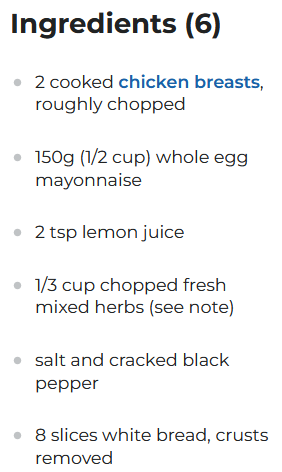 Ingredients (6)
2 cooked chicken breasts,
roughly chopped
150g (1/2 cup) whole egg
mayonnaise
2 tsp lemon juice
1/3 cup chopped fresh
mixed herbs (see note)
salt and cracked black
pepper
8 slices white bread, crusts
removed